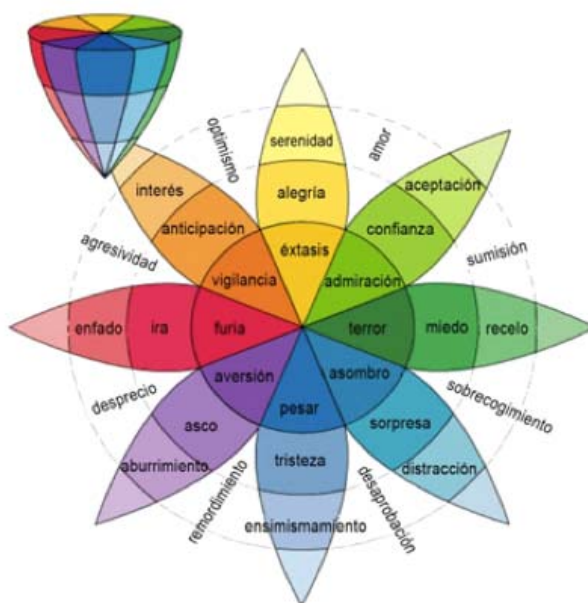 optimismo
serenidad
amor
interés
alegría
aceptación
anticipación
confianza
agresividad
éxtasis
sumisión
vigilancia
admiración
enfado
ira
furia
terror
miedo
recelo
aversión
asombro
desprecio
pesar
sobrecogimiento
asco
sorpresa
tristeza
aburrimiento
distracción
remordimiento
desaprobación
ensimismamiento